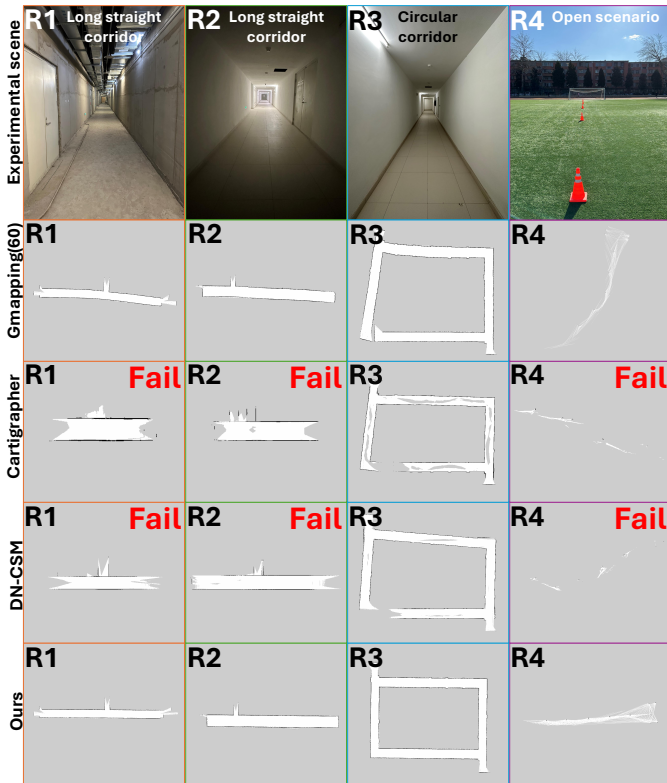 Experimental scene
R1 Long straight
corridor
R2 Long straight
corridor
R3 Circular
corridor
R4 Open scenario
Gmapping(60)
R1
R2
R3
R4
Cartigrapher
R1 Fail
R2 Fail
R3
R4 Fail
DN-CSM
R1 Fail
R2 Fail
R3
R4 Fail
Ours
R1
R2
R3
R4